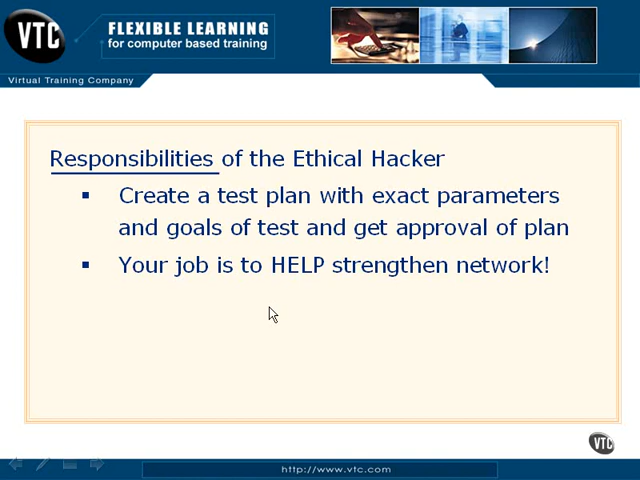 VTC
FLEXIBLE LEARNING
for computer based training
Virtual Training Company
Responsibilities of the Ethical Hacker
▪ Create a test plan with exact parameters
and goals of test and get approval of plan
▪ Your job is to HELP strengthen network!
VTC
http://www.vtc.com